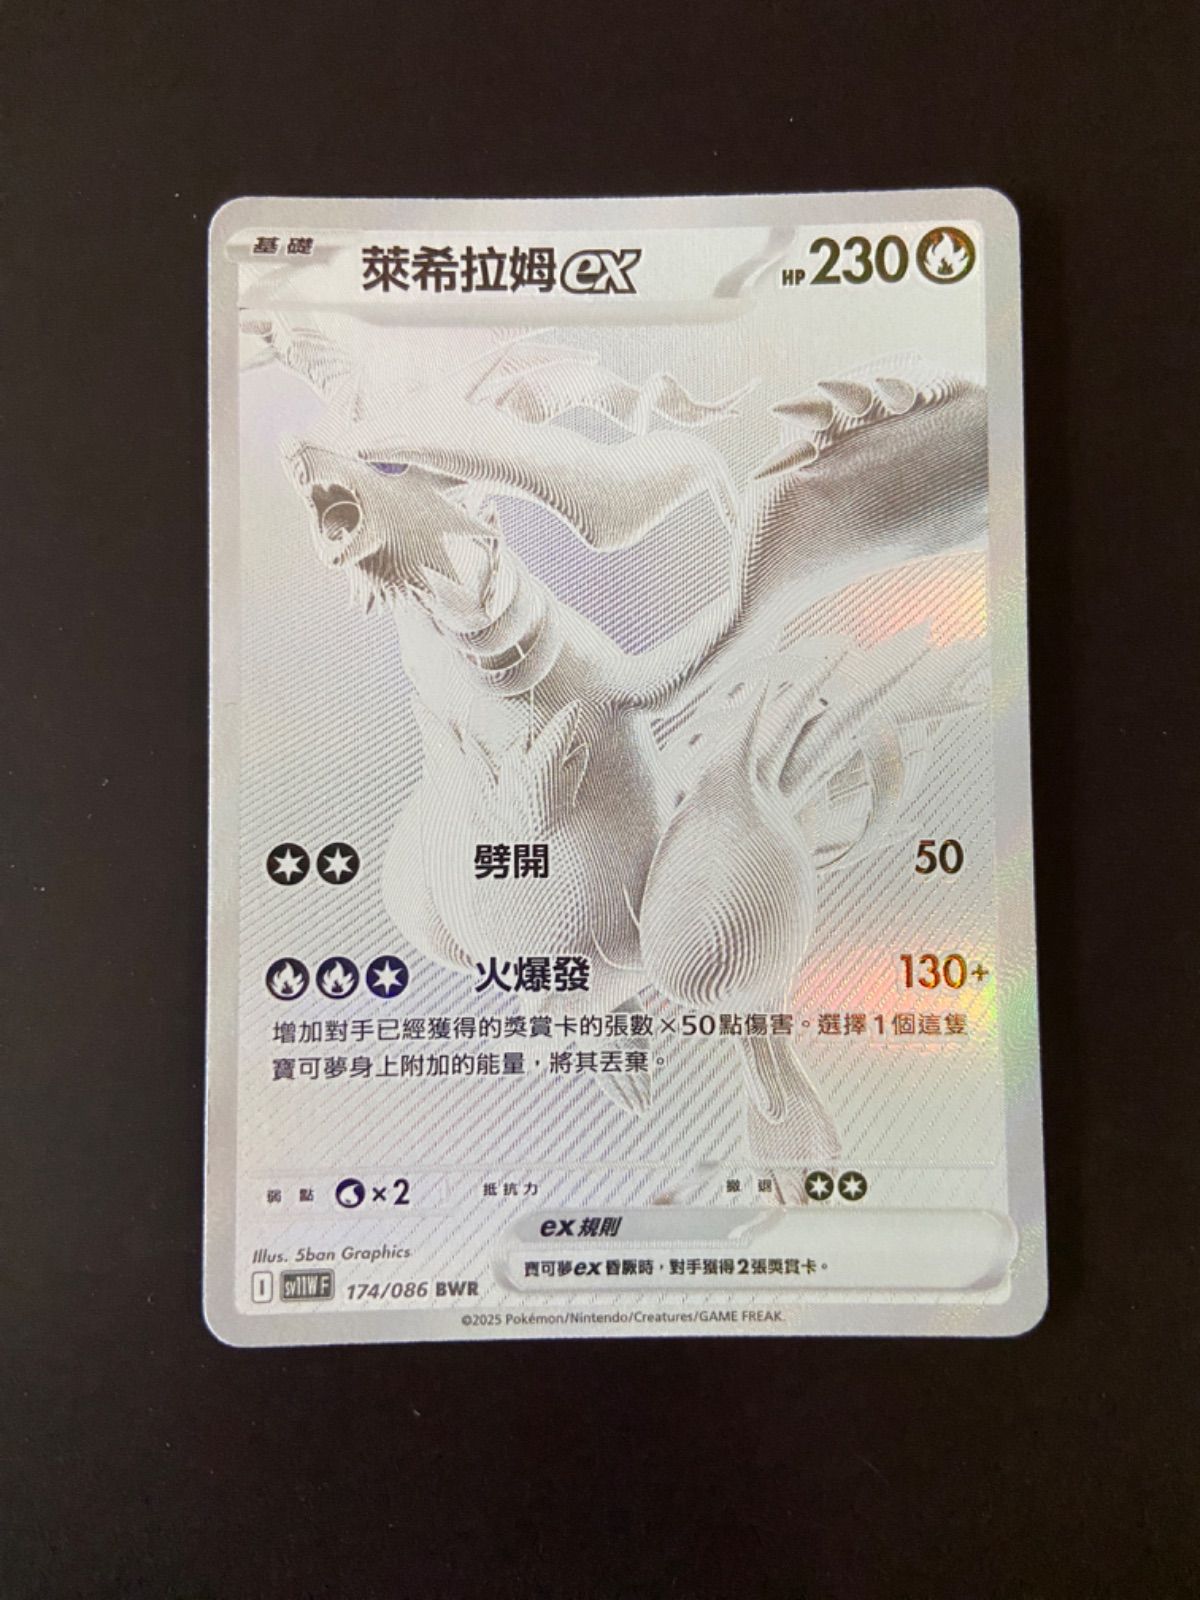 基礎 萊希拉姆ex HP230
劈開 50
火爆發 130+
增加對手已經獲得的獎賞卡的張數×50點傷害。選擇1個這隻
寶可夢身上附加的能量,將其丟棄。
弱點 ×2 抵抗力 撤退
ex規則
寶可夢ex昏厥時,對手獲得2張獎賞卡。
Illus. 5ban Graphics
I SV11W F 174/086 BWR
©2025 Pokémon/Nintendo/Creatures/GAME FREAK.